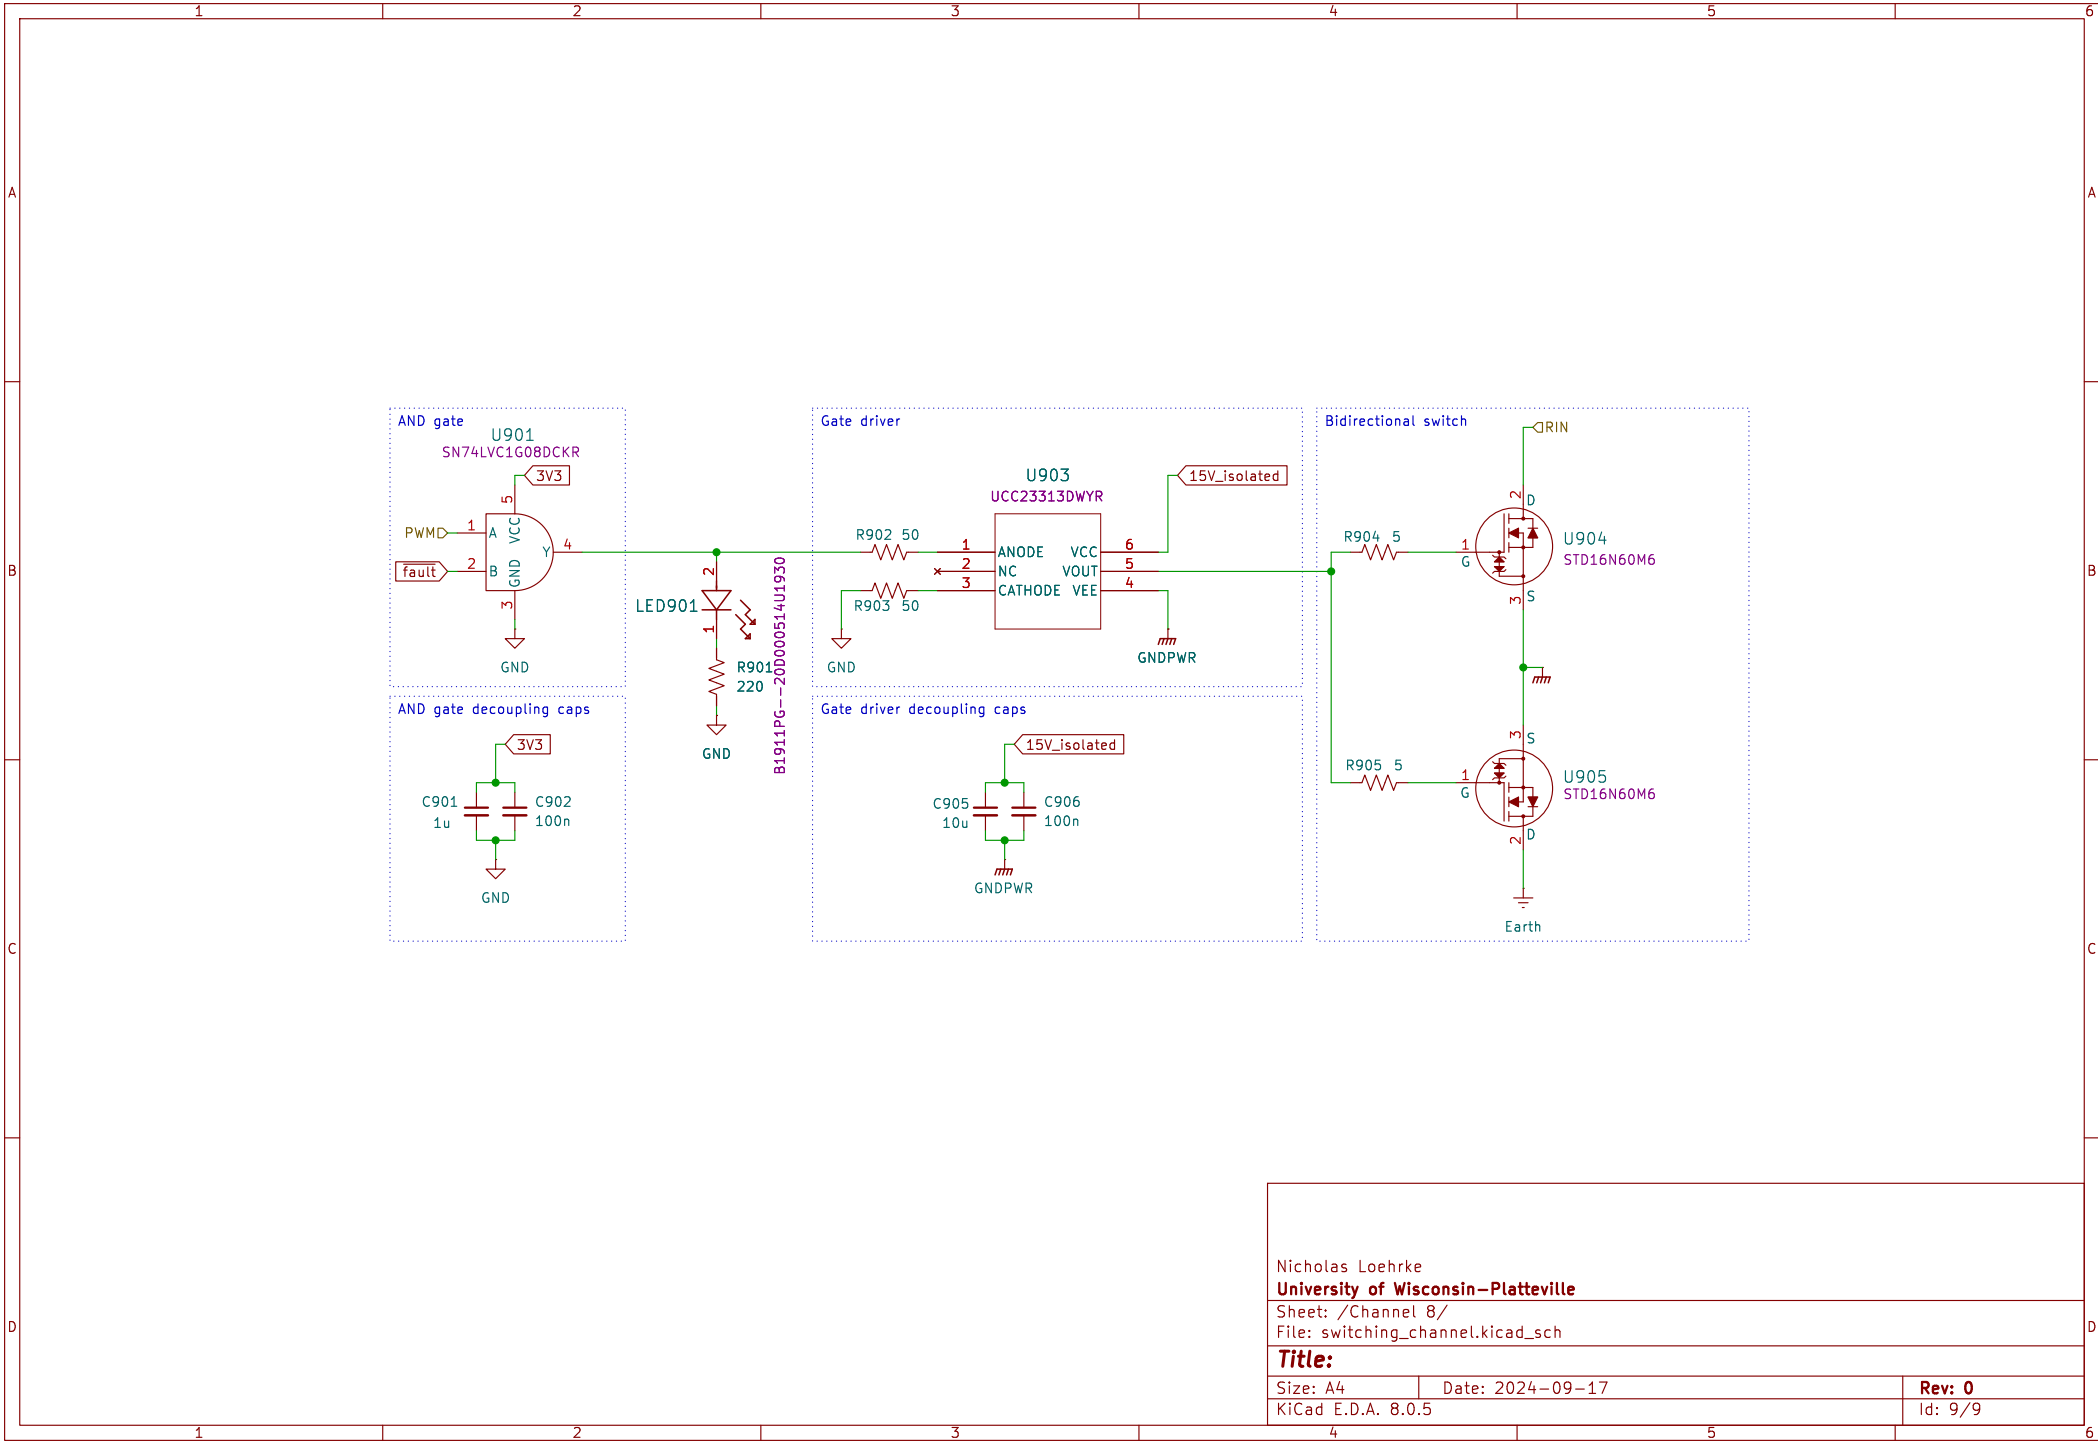 1 2 3 4 5 6
A A
B B
C C
D D
AND gate
U901
SN74LVC1G08DCKR
3V3
5
VCC
PWM
1
A
Y
4
fault
2
B
GND
3
GND
AND gate decoupling caps
3V3
C901
1u
C902
100n
GND
2
LED901
1
B1911PG--20D000514U1930
R901
220
GND
Gate driver
U903
UCC23313DWYR
15V_isolated
R902 50
1 ANODE VCC 6
2 NC VOUT 5
3 CATHODE VEE 4
R903 50
GND
GNDPWR
Gate driver decoupling caps
15V_isolated
C905
10u
C906
100n
GNDPWR
Bidirectional switch
RIN
2
D
R904 5
1
G
U904
STD16N60M6
S
3
3
S
R905 5
1
G
U905
STD16N60M6
D
2
Earth
Nicholas Loehrke
University of Wisconsin-Platteville
Sheet: /Channel 8/
File: switching_channel.kicad_sch
Title:
Size: A4
Date: 2024-09-17
Rev: 0
KiCad E.D.A. 8.0.5
Id: 9/9
1 2 3 4 5 6